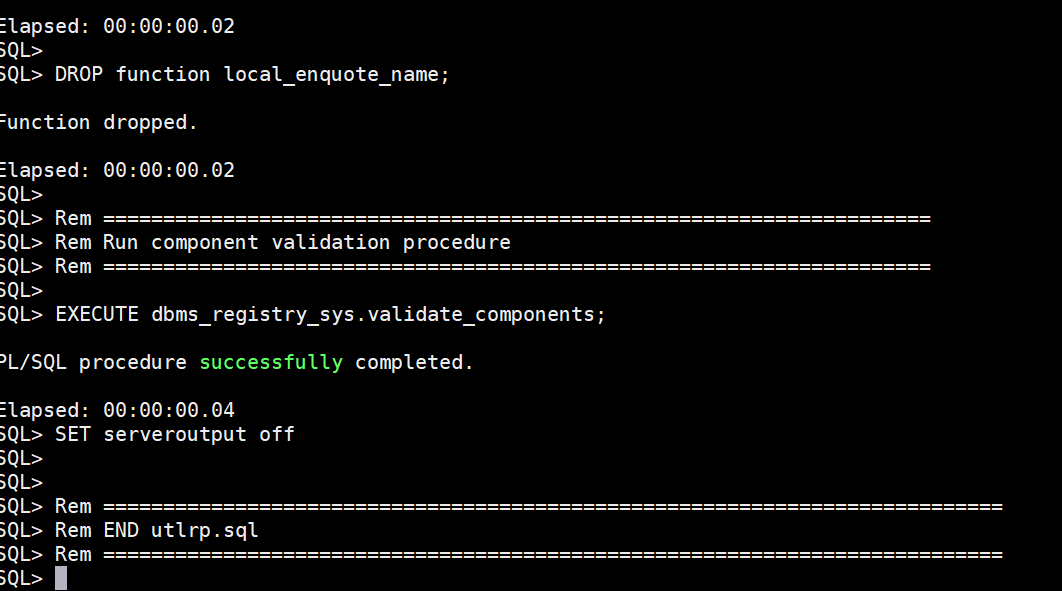 Elapsed: 00:00:00.02
SQL>
SQL> DROP function local_enquote_name;
Function dropped.
Elapsed: 00:00:00.02
SQL>
SQL> Rem =====================================================================
SQL> Rem Run component validation procedure
SQL> Rem =====================================================================
SQL>
SQL> EXECUTE dbms_registry_sys.validate_components;
PL/SQL procedure successfully completed.
Elapsed: 00:00:00.04
SQL> SET serveroutput off
SQL>
SQL>
SQL> Rem ===========================================================================
SQL> Rem END utlrp.sql
SQL> Rem ===========================================================================
SQL>